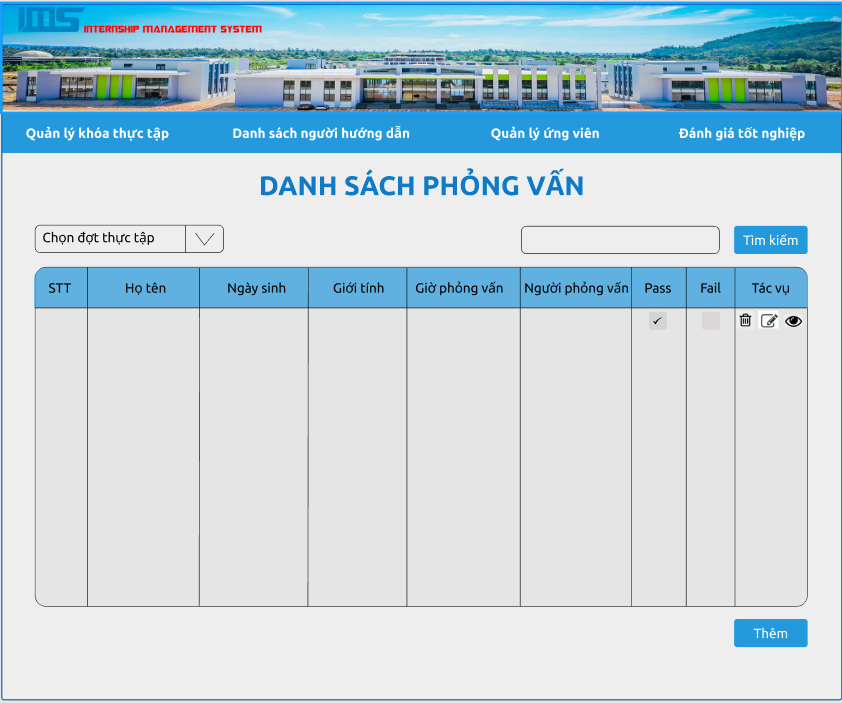 IMS INTERNSHIP MANAGEMENT SYSTEM
Quản lý khóa thực tập Danh sách người hướng dẫn Quản lý ứng viên Đánh giá tốt nghiệp
DANH SÁCH PHỎNG VẤN
Chọn đợt thực tập Tìm kiếm
STT Họ tên Ngày sinh Giới tính Giờ phỏng vấn Người phỏng vấn Pass Fail Tác vụ
Thêm